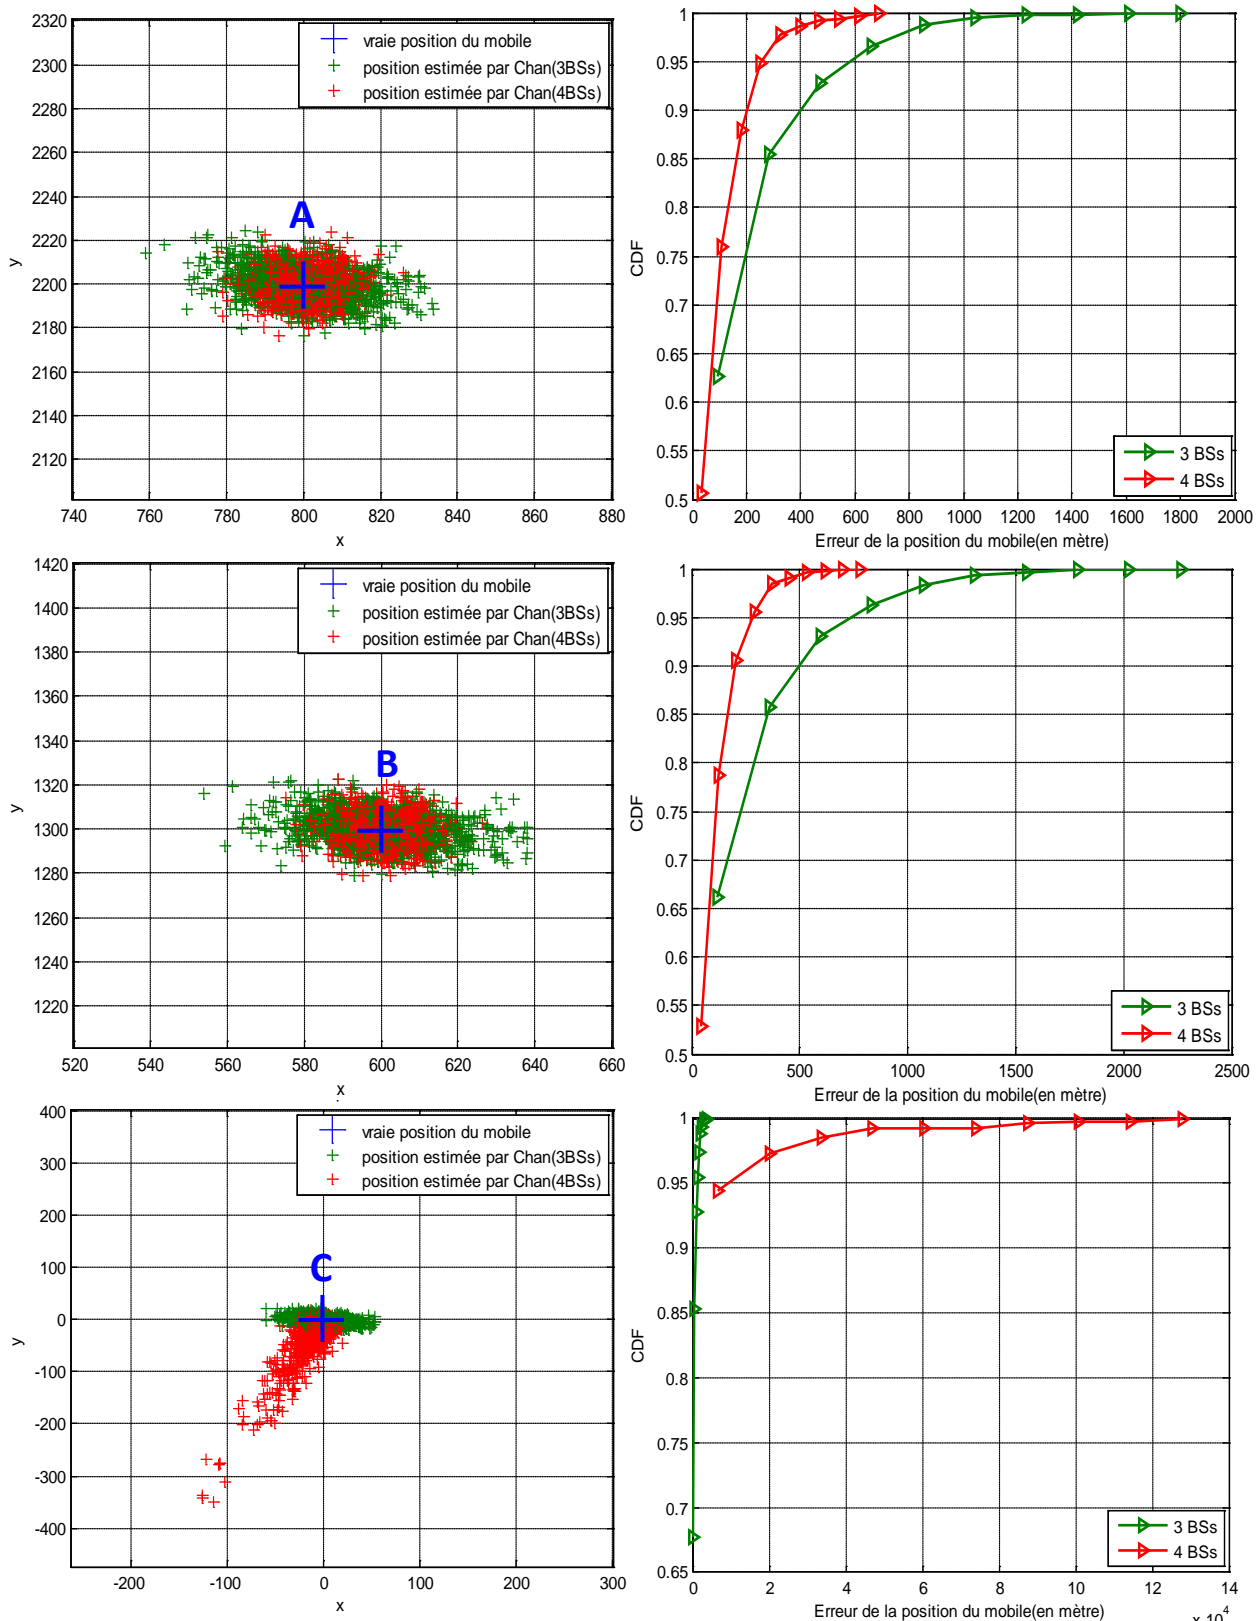 2320
2300
2280
2260
2240
2220
2200
2180
2160
2140
2120
y
740 760 780 800 820 840 860 880
x
vraie position du mobile
position estimée par Chan(3BSs)
position estimée par Chan(4BSs)
A
1
0.95
0.9
0.85
0.8
0.75
0.7
0.65
0.6
0.55
0.5
CDF
0 200 400 600 800 1000 1200 1400 1600 1800 2000
Erreur de la position du mobile(en mètre)
3 BSs
4 BSs
1420
1400
1380
1360
1340
1320
1300
1280
1260
1240
1220
y
520 540 560 580 600 620 640 660
x
vraie position du mobile
position estimée par Chan(3BSs)
position estimée par Chan(4BSs)
B
1
0.95
0.9
0.85
0.8
0.75
0.7
0.65
0.6
0.55
0.5
CDF
0 500 1000 1500 2000 2500
Erreur de la position du mobile(en mètre)
3 BSs
4 BSs
400
300
200
100
0
-100
-200
-300
-400
y
-200 -100 0 100 200 300
x
vraie position du mobile
position estimée par Chan(3BSs)
position estimée par Chan(4BSs)
C
1
0.95
0.9
0.85
0.8
0.75
0.7
0.65
CDF
0 2 4 6 8 10 12 14
x 10^4
Erreur de la position du mobile(en mètre)
3 BSs
4 BSs